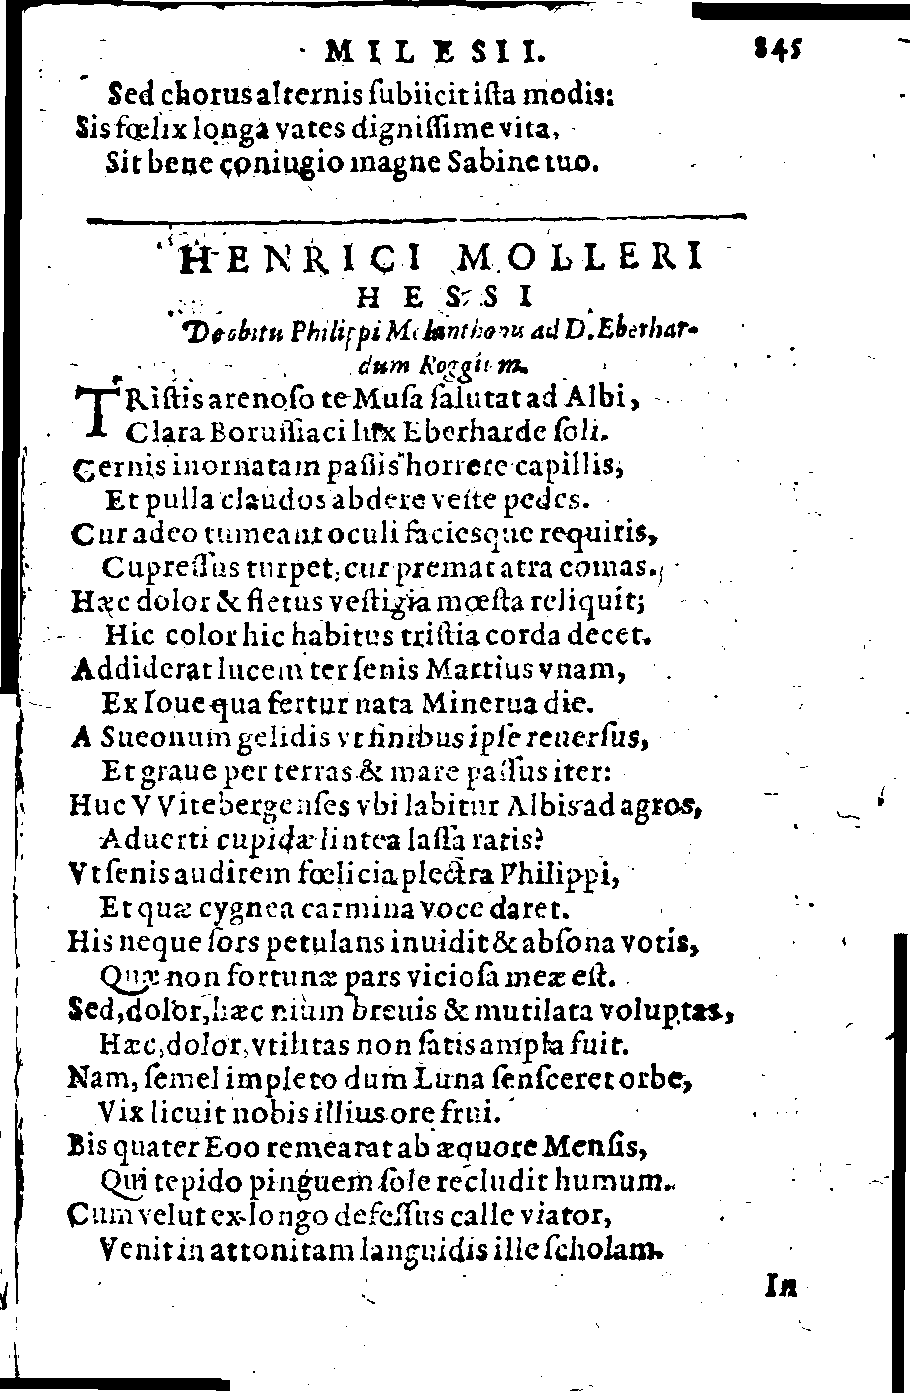 MILESII. 845
Sed chorus alternis ſubiicit iſta modis:
Sis fœlix longa vates digniſſime vita,
Sit bene coniugio magne Sabine tuo.
HENRICI MOLLERI
HESSI
De obitu Philippi Melanthonis ad D. Eberhar-
dum Roggium.
TRiſtis arenoſo te Muſa ſalutat ad Albi,
Clara Boruſſiaci lux Eberharde ſoli.
Cernis inornatam paſſis horrere capillis,
Et pulla claudos abdere veſte pedes.
Cur adeo tumeant oculi faciesque requiris,
Cupreſſus turpet, cur premat atra comas.
Hæc dolor & fletus veſtigia mœſta reliquit;
Hic color hic habitus triſtia corda decet.
Addiderat lucem ter ſenis Martius vnam,
Ex Ioue qua fertur nata Minerua die.
A Sueonum gelidis vt finibus ipſe reuerſus,
Et graue per terras & mare paſſus iter:
Huc VVitebergenſes vbi labitur Albis ad agros,
Aduerti cupidæ lintea laſſa ratis?
Vt ſenis audirem fœlicia plectra Philippi,
Et quæ cygnea carmina voce daret.
His neque ſors petulans inuidit & abſona votis,
Quæ non fortunæ pars vicioſa meæ eſt.
Sed, dolor, hæc nium breuis & mutilata voluptas,
Hæc, dolor, vtilitas non ſatis ampla fuit.
Nam, ſemel impleto dum Luna ſenſceret orbe,
Vix licuit nobis illius ore frui.
Bis quater Eoo remearat ab æquore Menſis,
Qui tepido pinguem ſole recludit humum.
Cum velut ex longo defeſſus calle viator,
Venit in attonitam languidis ille ſcholam.
In